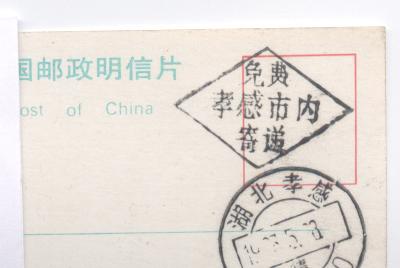 国邮政明信片
ost of China
免费
孝感市内
寄递
湖北孝感